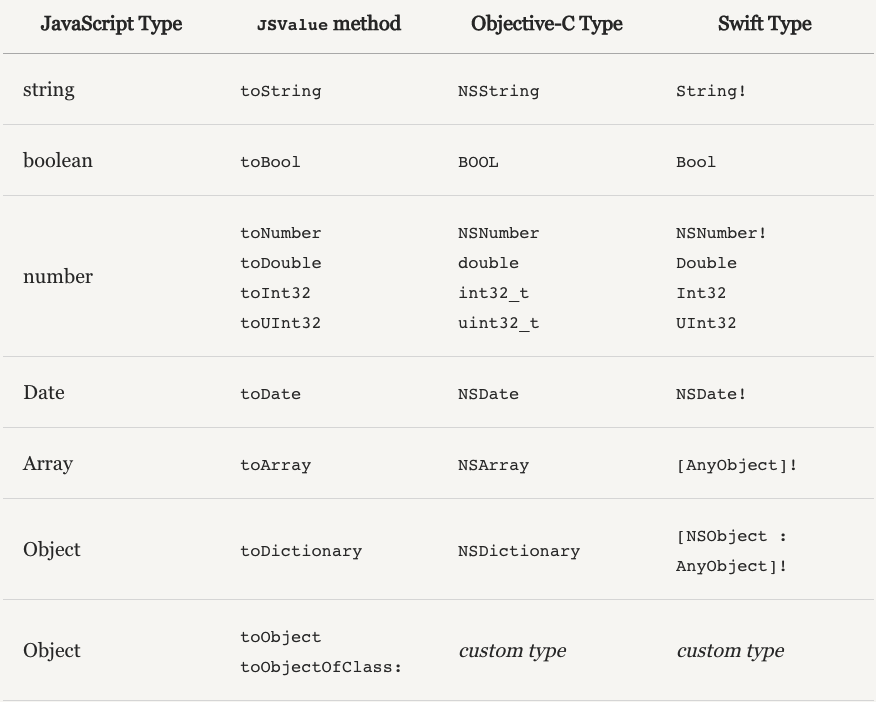 JavaScript Type JSValue method Objective-C Type Swift Type
string toString NSString String!
boolean toBool BOOL Bool
number
toNumber NSNumber NSNumber!
toDouble double Double
toInt32 int32_t Int32
toUInt32 uint32_t UInt32
Date toDate NSDate NSDate!
Array toArray NSArray [AnyObject]!
Object toDictionary NSDictionary [NSObject :
AnyObject]!
Object
toObject
toObjectOfClass:
custom type custom type